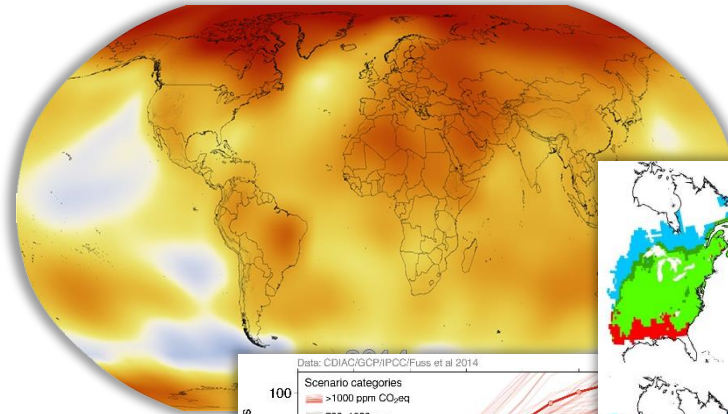 Data: CDIAC/GCP/IPCC/Fuss et al 2014
Scenario categories
100
>1000 ppm CO₂eq